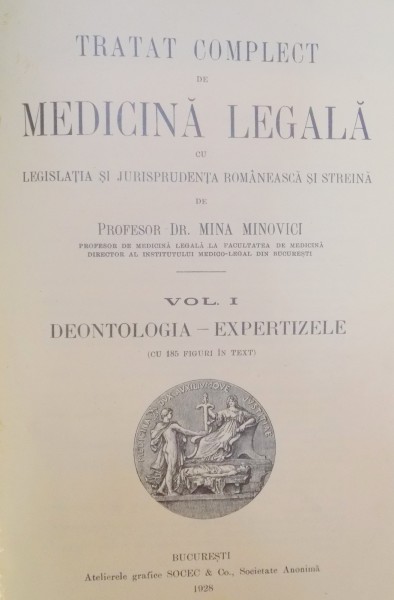 TRATAT COMPLECT
DE
MEDICINĂ LEGALĂ
CU
LEGISLAȚIA ȘI JURISPRUDENȚA ROMÂNEASCĂ ȘI STREINĂ
DE
PROFESOR DR. MINA MINOVICI
PROFESOR DE MEDICINĂ LEGALĂ LA FACULTATEA DE MEDICINĂ
DIRECTOR AL INSTITUTULUI MEDICO-LEGAL DIN BUCUREȘTI
VOL. I
DEONTOLOGIA – EXPERTIZELE
(CU 185 FIGURI ÎN TEXT)
BUCUREȘTI
Atelierele grafice SOCEC & Co., Societate Anonimă
1928